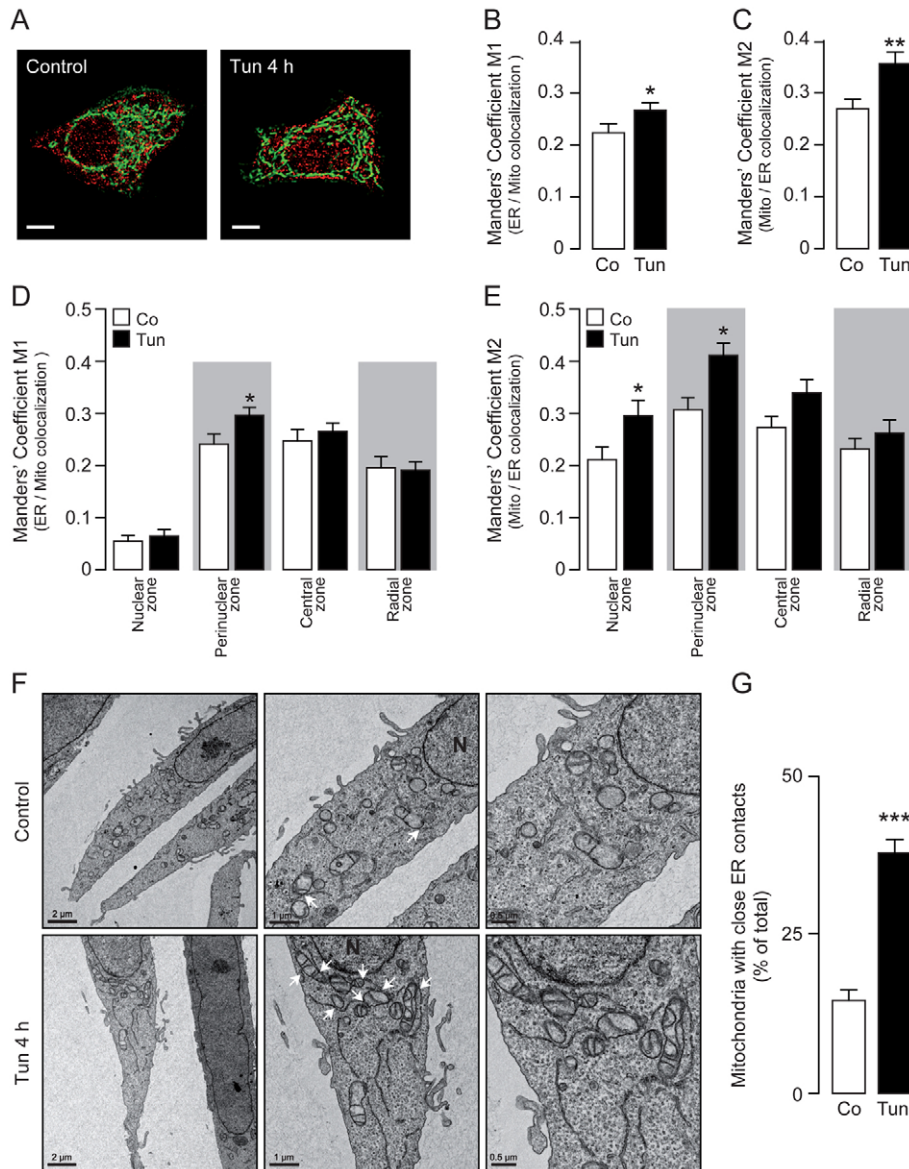 A
Control
Tun 4 h
B
Manders' Coefficient M1
(ER / Mito colocalization )
0.4
0.3
0.2
0.1
0
*
Co Tun
C
Manders' Coefficient M2
(Mito / ER colocalization)
0.4
0.3
0.2
0.1
0
**
Co Tun
D
Manders' Coefficient M1
(ER / Mito colocalization )
0.5
0.4
0.3
0.2
0.1
0
Co
Tun
*
Nuclear
zone
Perinuclear
zone
Central
zone
Radial
zone
E
Manders' Coefficient M2
(Mito / ER colocalization)
0.5
0.4
0.3
0.2
0.1
0
Co
Tun
*
*
Nuclear
zone
Perinuclear
zone
Central
zone
Radial
zone
F
Control
2 µm
N
1 µm
0.5 µm
Tun 4 h
2 µm
N
1 µm
0.5 µm
G
Mitochondria with close ER contacts
(% of total)
50
25
0
***
Co Tun